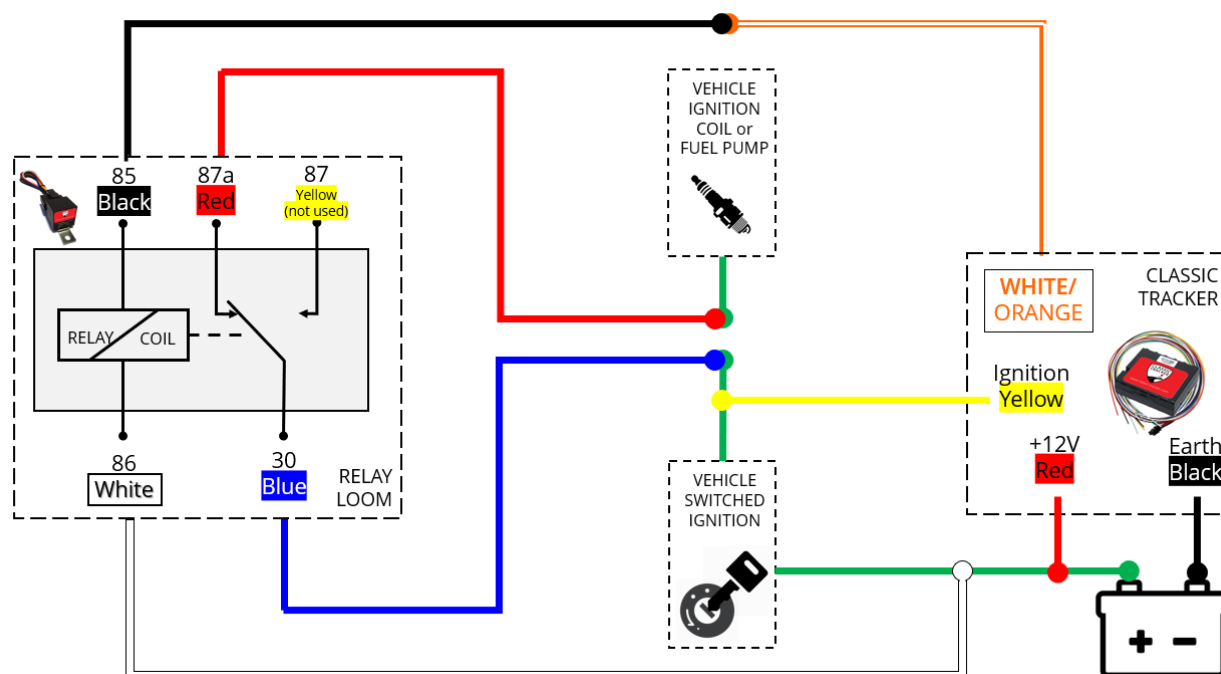 85
Black
87a
Red
87
Yellow
(not used)
RELAY
COIL
86
White
30
Blue
RELAY
LOOM
VEHICLE
IGNITION
COIL or
FUEL PUMP
VEHICLE
SWITCHED
IGNITION
WHITE/
ORANGE
CLASSIC
TRACKER
Ignition
Yellow
+12V
Red
Earth
Black
+ −